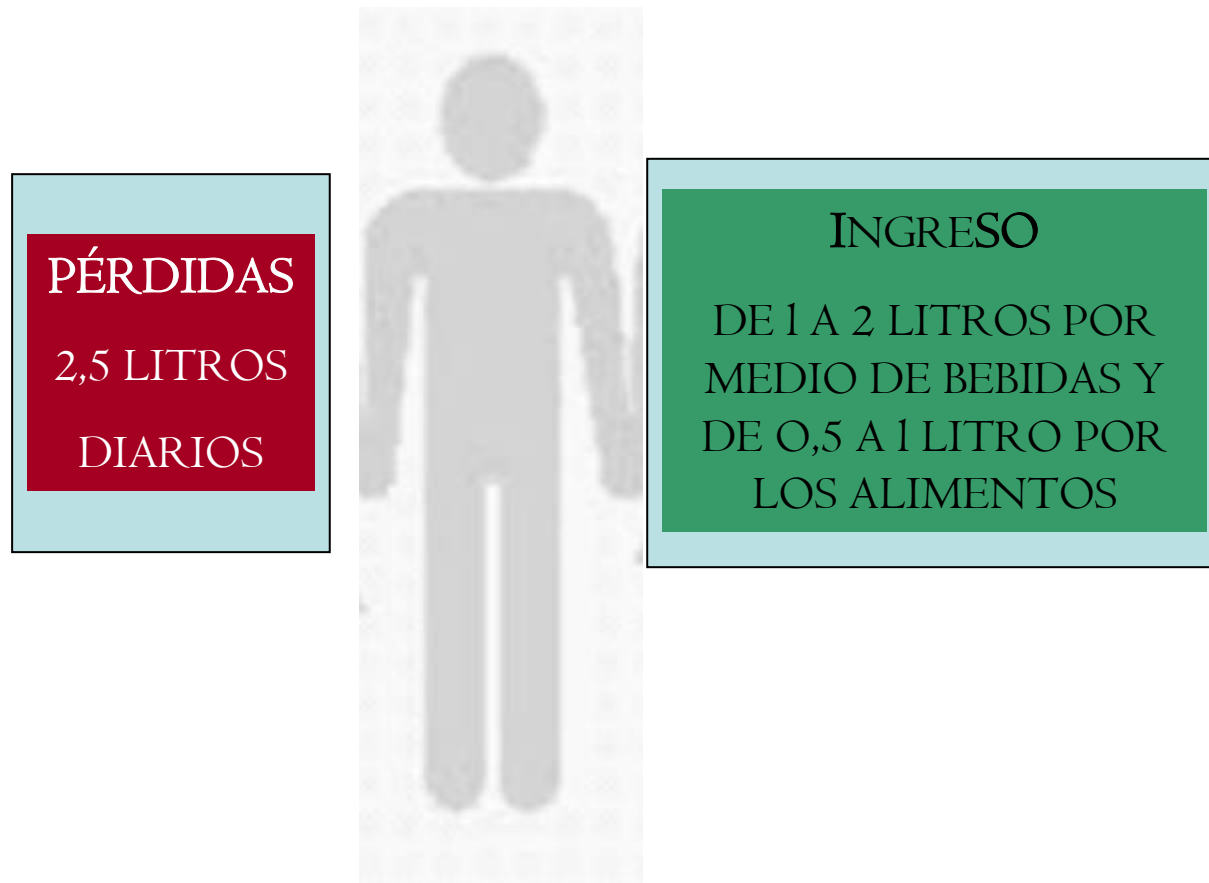 PÉRDIDAS
2,5 LITROS
DIARIOS
INGRESO
DE 1 A 2 LITROS POR
MEDIO DE BEBIDAS Y
DE 0,5 A 1 LITRO POR
LOS ALIMENTOS